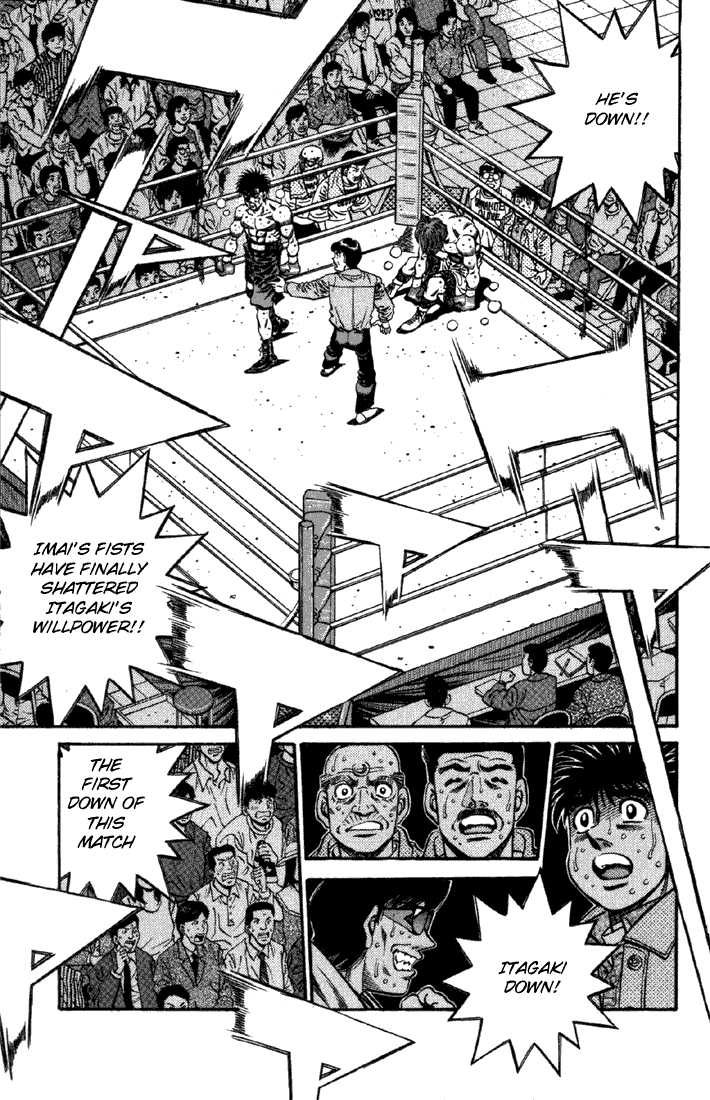 HE'S
DOWN!!
IMAI'S FISTS
HAVE FINALLY
SHATTERED
ITAGAKI'S
WILLPOWER!!
THE
FIRST
DOWN OF
THIS
MATCH
ITAGAKI
DOWN!